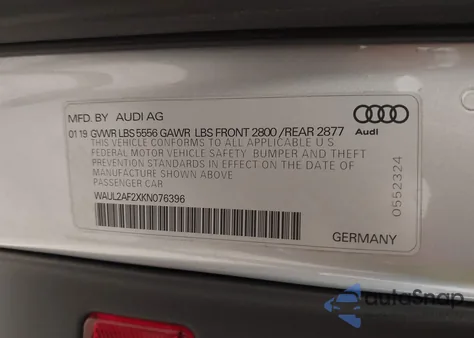 MFD. BY AUDI AG
01 19 GVWR LBS 5556 GAWR LBS FRONT 2800 /REAR 2877
THIS VEHICLE CONFORMS TO ALL APPLICABLE U.S
FEDERAL MOTOR VEHICLE SAFETY BUMPER AND THEFT
PREVENTION STANDARDS IN EFFECT ON THE DATE OF
MANUFACTURE SHOWN ABOVE.
PASSENGER CAR
WAUL2AF2XKN076396
Audi
0552324
GERMANY
autoSnap